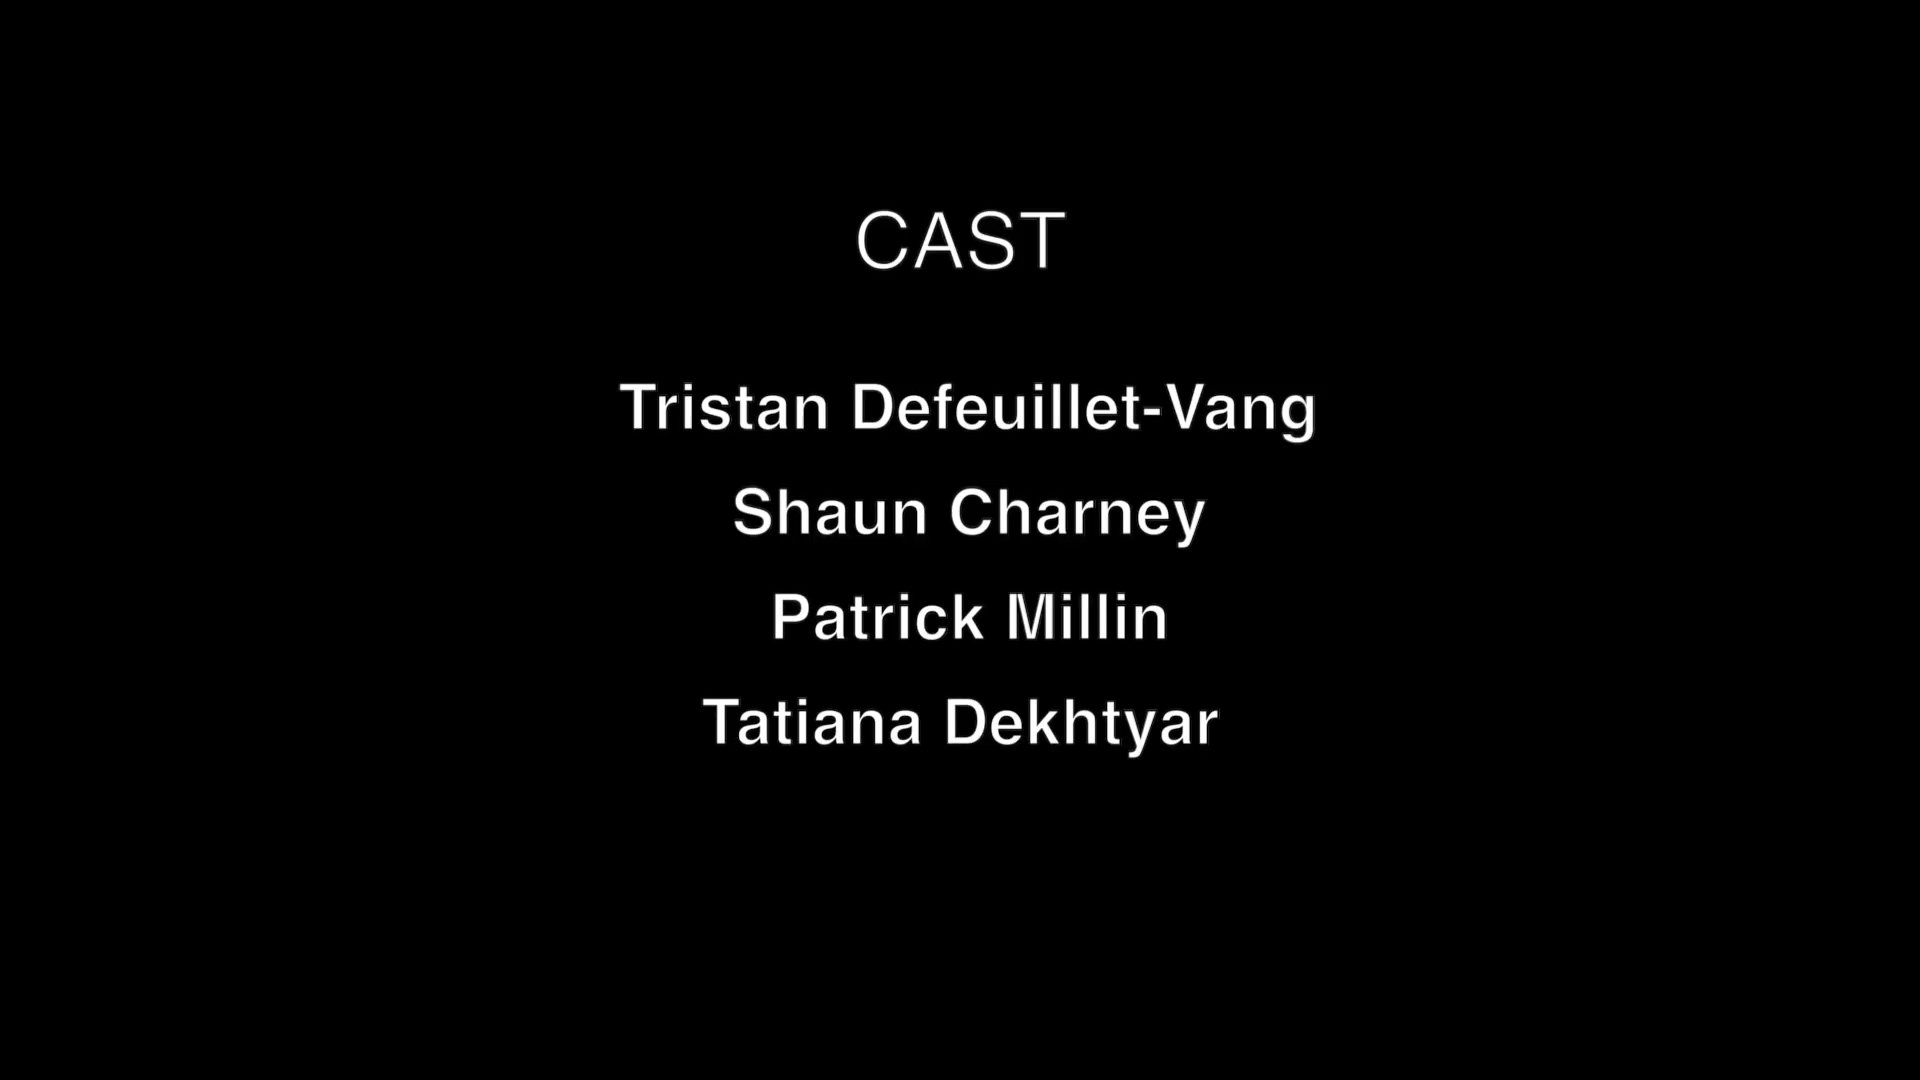 CAST
Tristan Defeuillet-Vang
Shaun Charney
Patrick Millin
Tatiana Dekhtyar